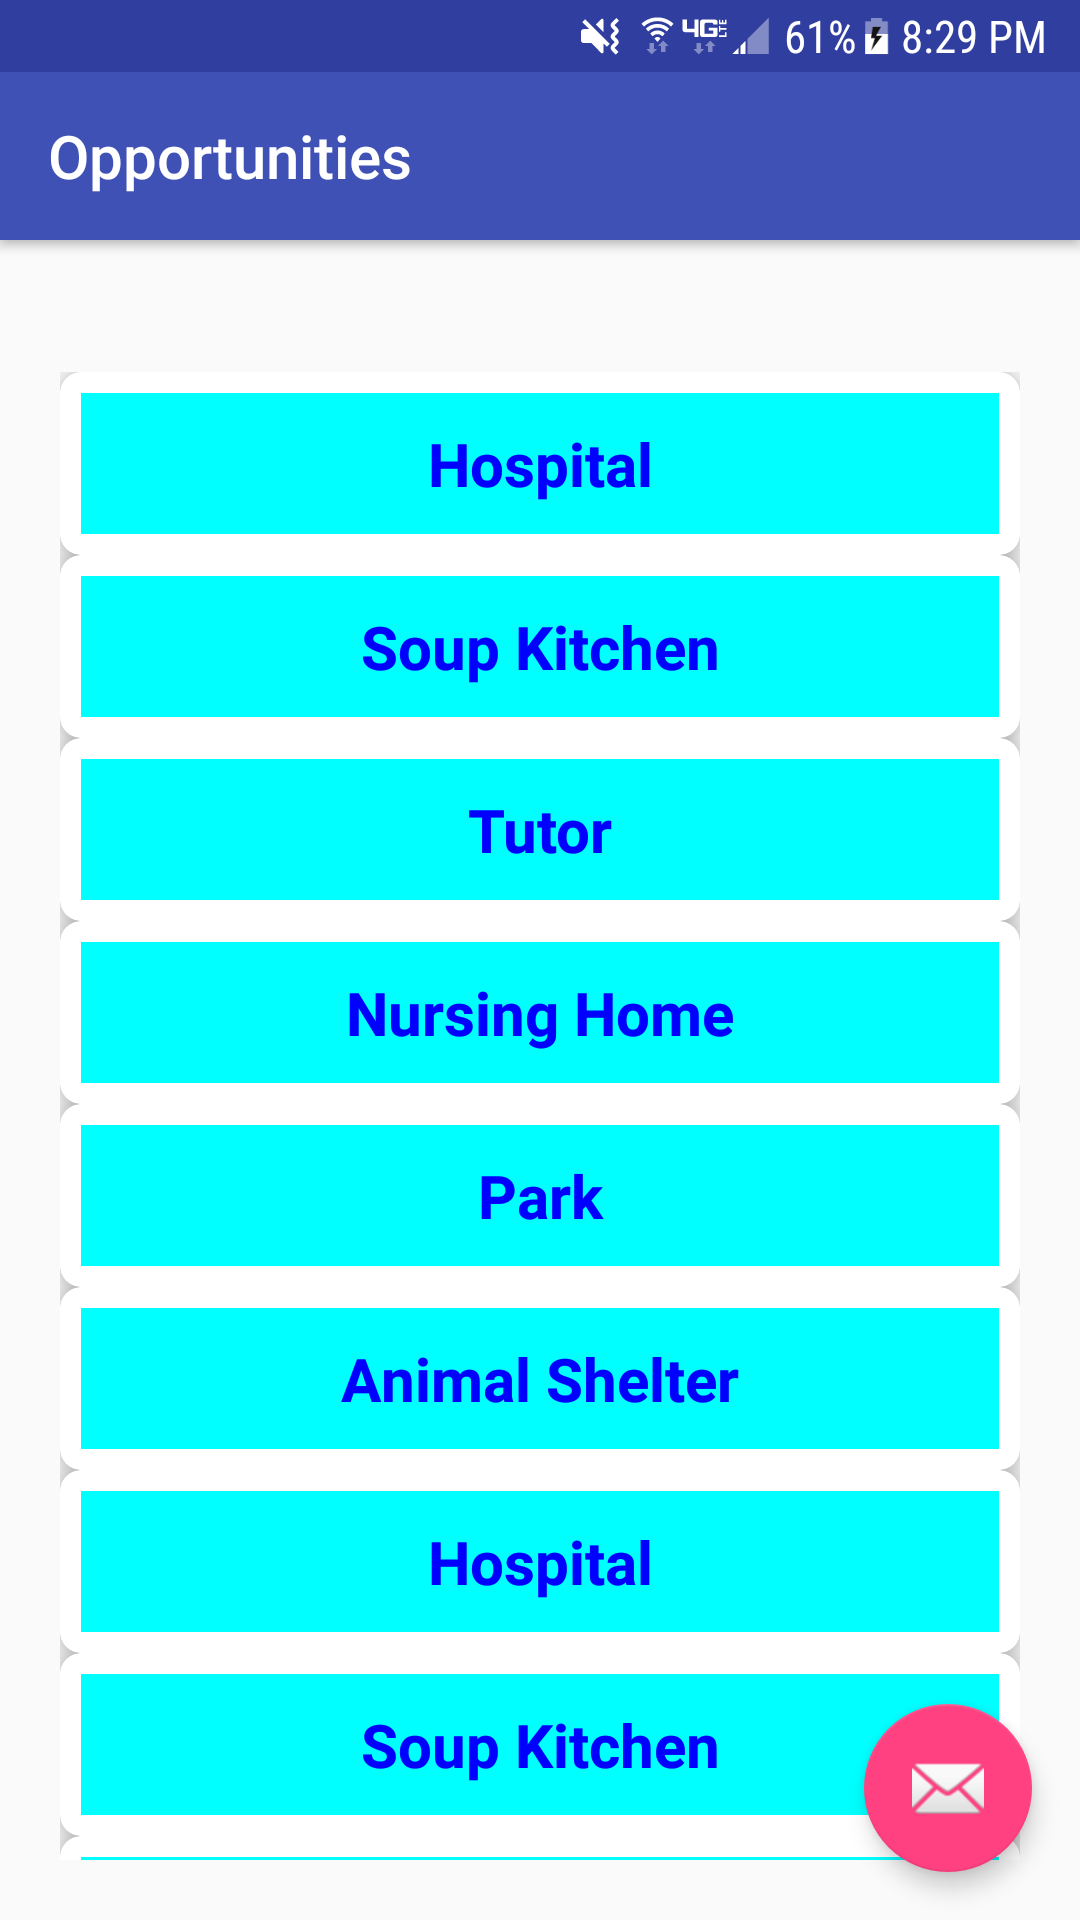 4G LTE 61% 8:29 PM
Opportunities
Hospital
Soup Kitchen
Tutor
Nursing Home
Park
Animal Shelter
Hospital
Soup Kitchen